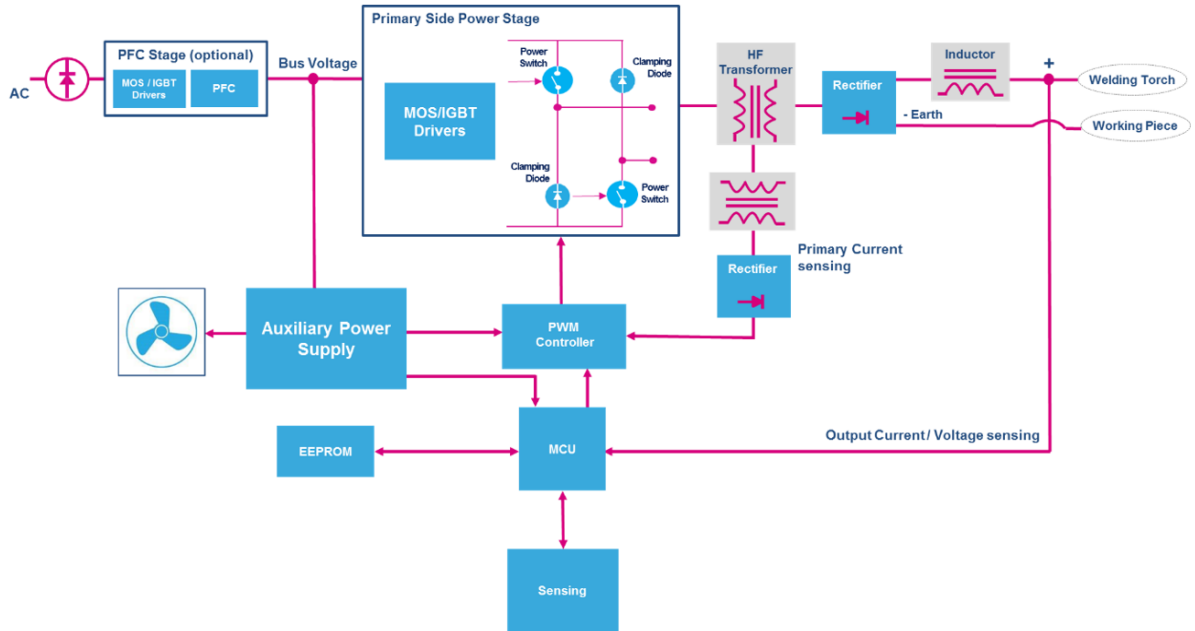 Primary Side Power Stage
PFC Stage (optional)
MOS / IGBT
Drivers
PFC
AC
Bus Voltage
MOS/IGBT
Drivers
Power
Switch
Clamping
Diode
Clamping
Diode
Power
Switch
HF
Transformer
Rectifier
Inductor
+
- Earth
Welding Torch
Working Piece
Rectifier
Primary Current
sensing
Auxiliary Power
Supply
PWM
Controller
EEPROM
MCU
Output Current / Voltage sensing
Sensing